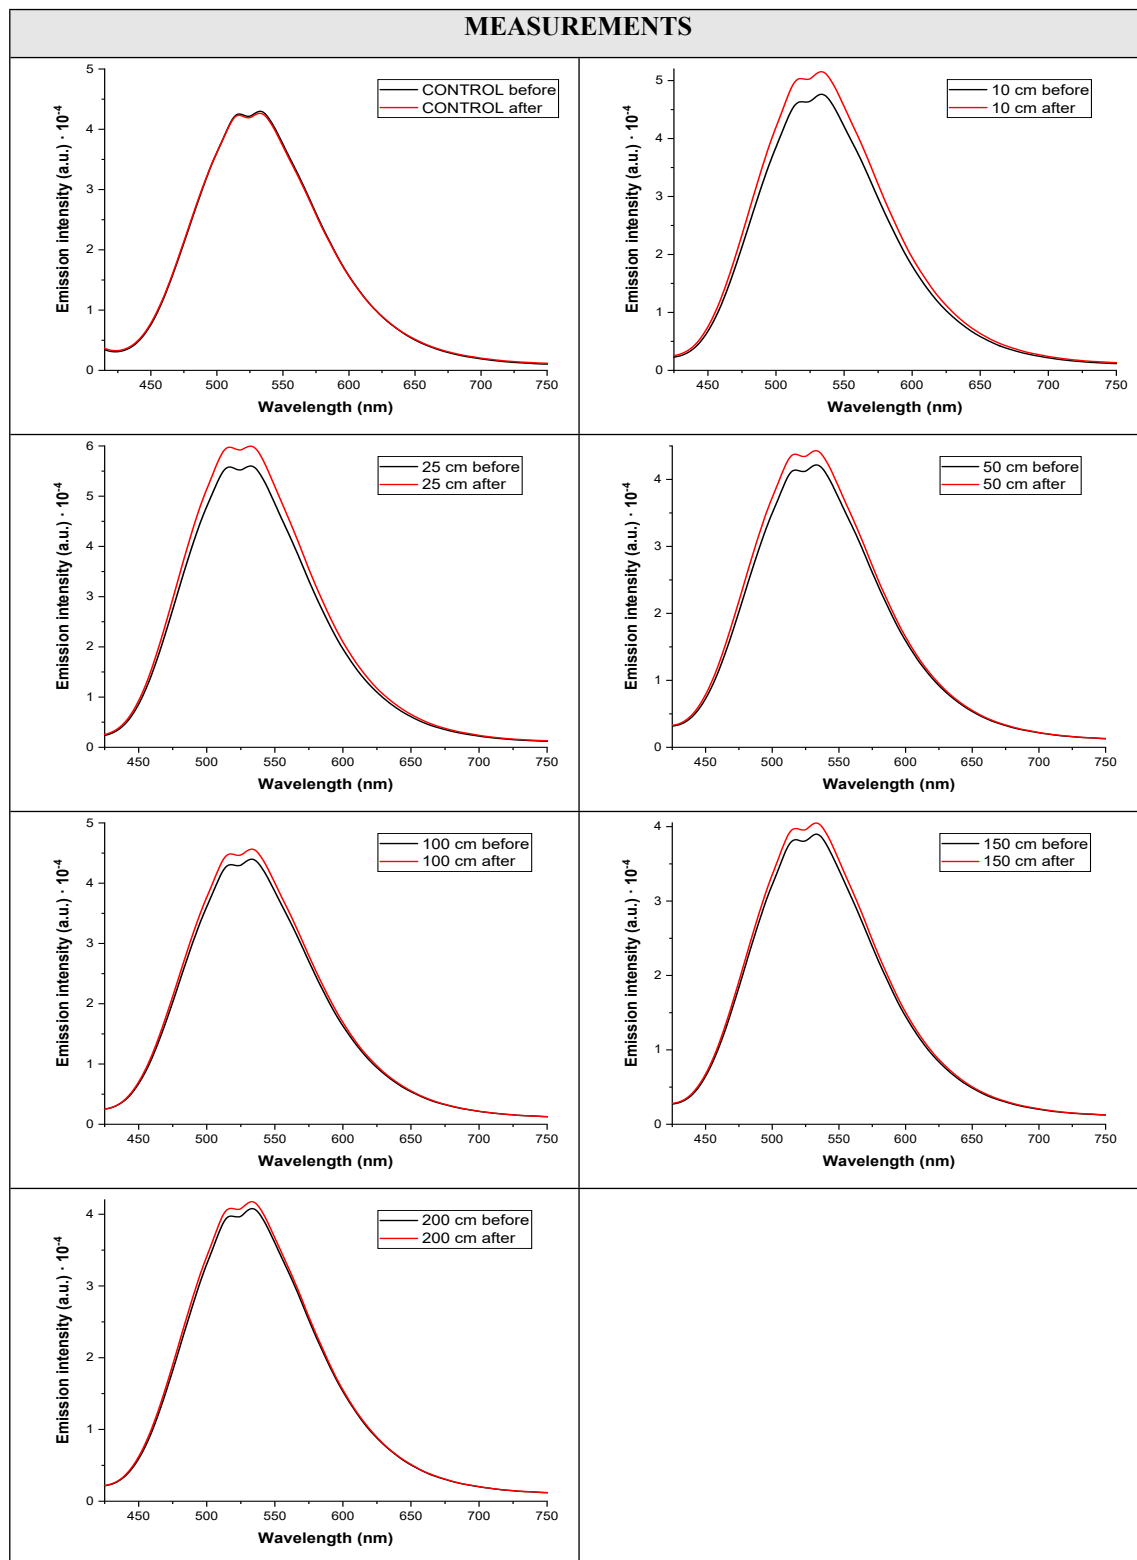 MEASUREMENTS
CONTROL before
CONTROL after
Emission intensity (a.u.) · 10⁻⁴
5
4
3
2
1
0
450 500 550 600 650 700 750
Wavelength (nm)
10 cm before
10 cm after
Emission intensity (a.u.) · 10⁻⁴
5
4
3
2
1
0
450 500 550 600 650 700 750
Wavelength (nm)
25 cm before
25 cm after
Emission intensity (a.u.) · 10⁻⁴
6
5
4
3
2
1
0
450 500 550 600 650 700 750
Wavelength (nm)
50 cm before
50 cm after
Emission intensity (a.u.) · 10⁻⁴
4
3
2
1
0
450 500 550 600 650 700 750
Wavelength (nm)
100 cm before
100 cm after
Emission intensity (a.u.) · 10⁻⁴
5
4
3
2
1
0
450 500 550 600 650 700 750
Wavelength (nm)
150 cm before
150 cm after
Emission intensity (a.u.) · 10⁻⁴
4
3
2
1
0
450 500 550 600 650 700 750
Wavelength (nm)
200 cm before
200 cm after
Emission intensity (a.u.) · 10⁻⁴
4
3
2
1
0
450 500 550 600 650 700 750
Wavelength (nm)